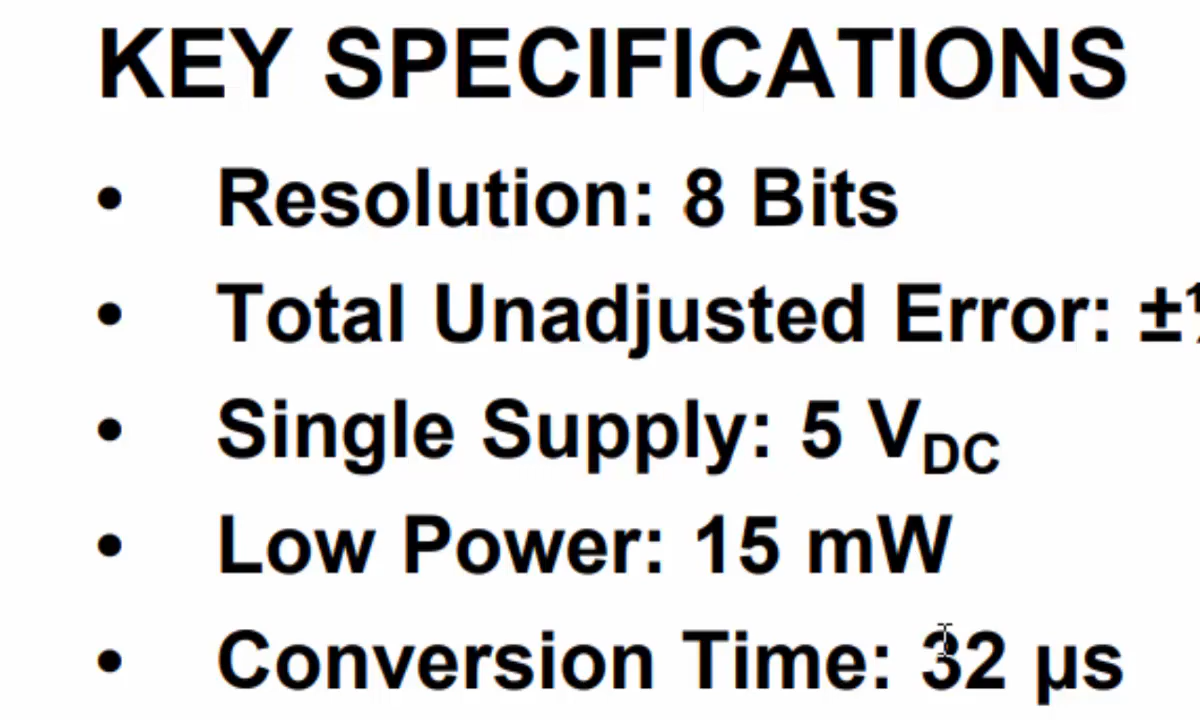 KEY SPECIFICATIONS
• Resolution: 8 Bits
• Total Unadjusted Error: ±
• Single Supply: 5 VDC
• Low Power: 15 mW
• Conversion Time: 32 μs